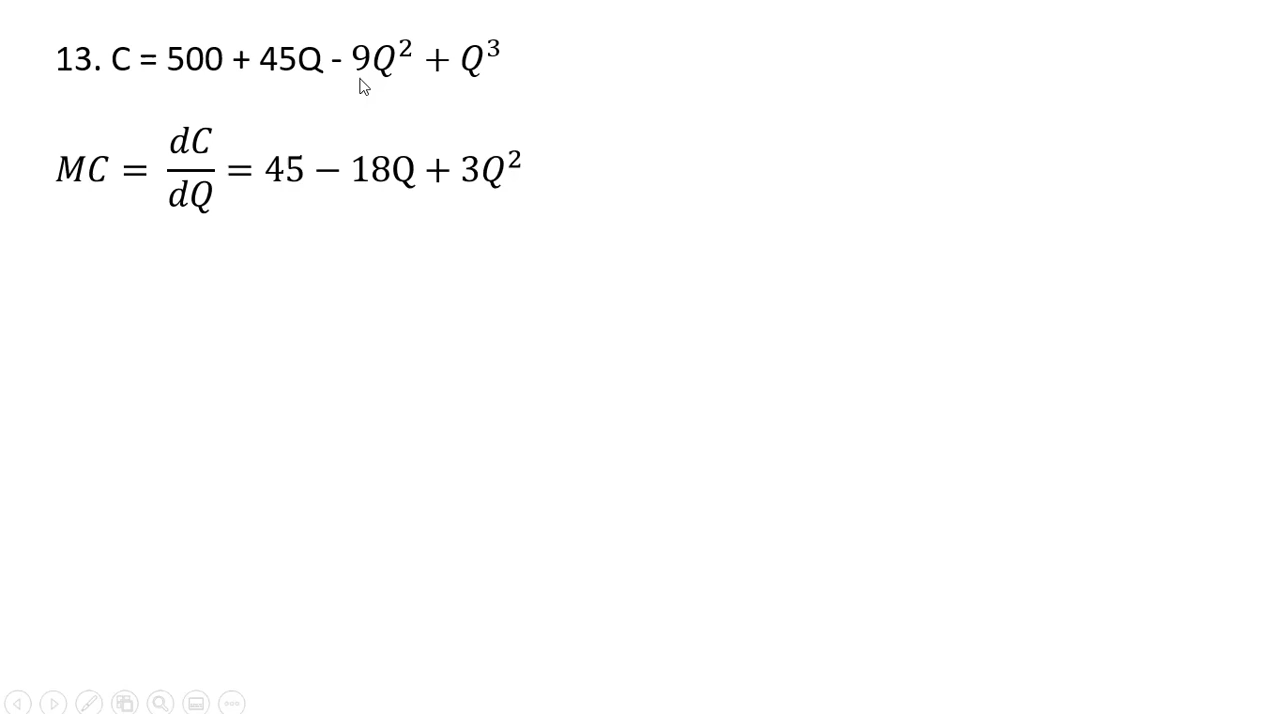 13. C = 500 + 45Q - 9Q² + Q³
MC = dC/dQ = 45 − 18Q + 3Q²